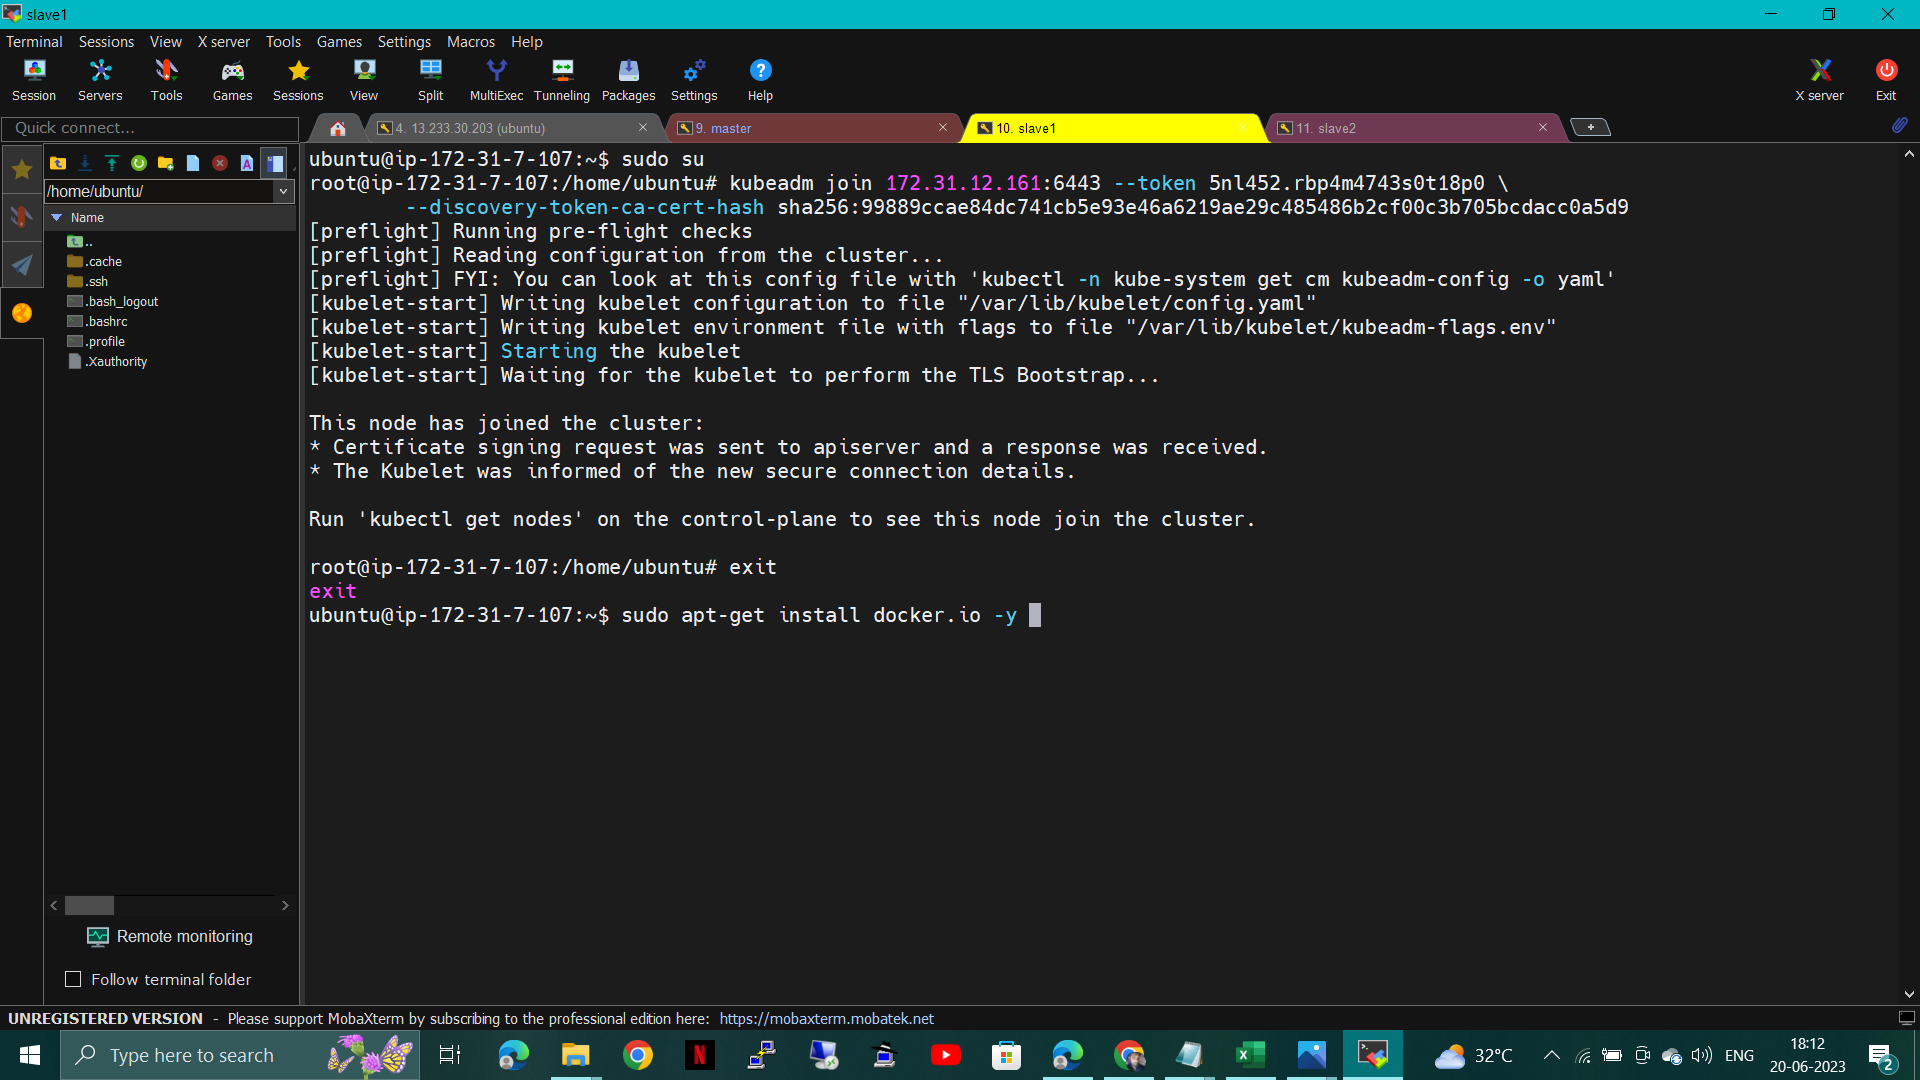 slave1
Terminal Sessions View X server Tools Games Settings Macros Help
Session Servers Tools Games Sessions View Split MultiExec Tunneling Packages Settings Help X server Exit
Quick connect...
4. 13.233.30.203 (ubuntu)
9. master
10. slave1
11. slave2
/home/ubuntu/
Name
..
.cache
.ssh
.bash_logout
.bashrc
.profile
.Xauthority
ubuntu@ip-172-31-7-107:~$ sudo su
root@ip-172-31-7-107:/home/ubuntu# kubeadm join 172.31.12.161:6443 --token 5nl452.rbp4m4743s0t18p0 \
        --discovery-token-ca-cert-hash sha256:99889ccae84dc741cb5e93e46a6219ae29c485486b2cf00c3b705bcdacc0a5d9
[preflight] Running pre-flight checks
[preflight] Reading configuration from the cluster...
[preflight] FYI: You can look at this config file with 'kubectl -n kube-system get cm kubeadm-config -o yaml'
[kubelet-start] Writing kubelet configuration to file "/var/lib/kubelet/config.yaml"
[kubelet-start] Writing kubelet environment file with flags to file "/var/lib/kubelet/kubeadm-flags.env"
[kubelet-start] Starting the kubelet
[kubelet-start] Waiting for the kubelet to perform the TLS Bootstrap...
This node has joined the cluster:
* Certificate signing request was sent to apiserver and a response was received.
* The Kubelet was informed of the new secure connection details.
Run 'kubectl get nodes' on the control-plane to see this node join the cluster.
root@ip-172-31-7-107:/home/ubuntu# exit
exit
ubuntu@ip-172-31-7-107:~$ sudo apt-get install docker.io -y
Remote monitoring
Follow terminal folder
UNREGISTERED VERSION - Please support MobaXterm by subscribing to the professional edition here: https://mobaxterm.mobatek.net
Type here to search
32°C
ENG
18:12
20-06-2023
2